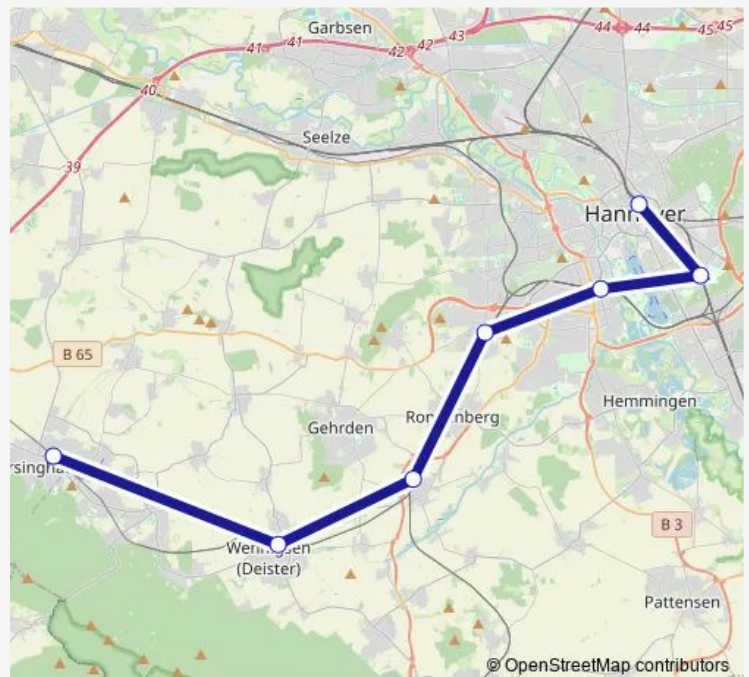 Garbsen
41
41
42
42
43
44
44
45
45
40
Seelze
39
Hemmingen
B 65
Gehrden
B 3
(Deister)
Pattensen
© OpenStreetMap contributors